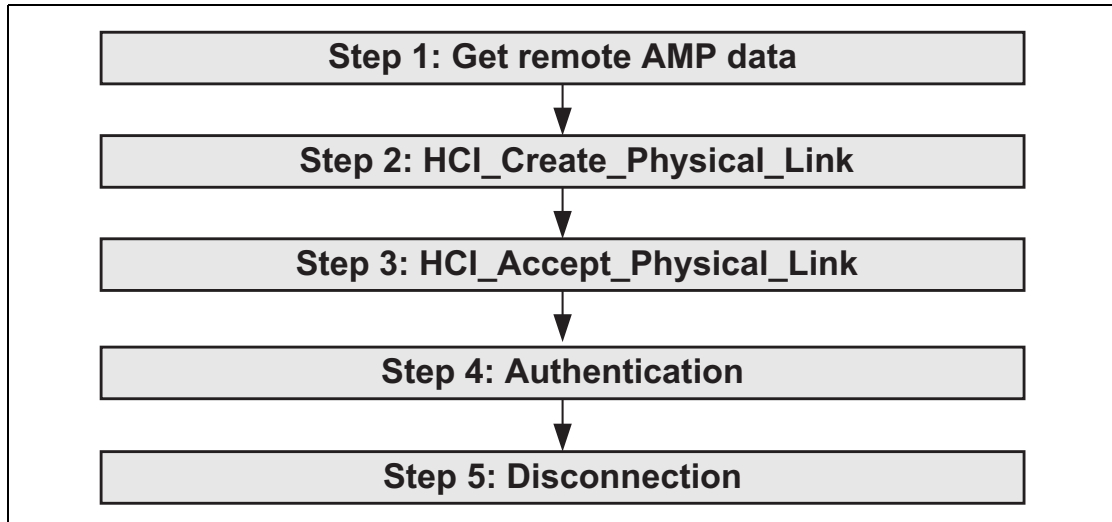 Step 1: Get remote AMP data
Step 2: HCI_Create_Physical_Link
Step 3: HCI_Accept_Physical_Link
Step 4: Authentication
Step 5: Disconnection